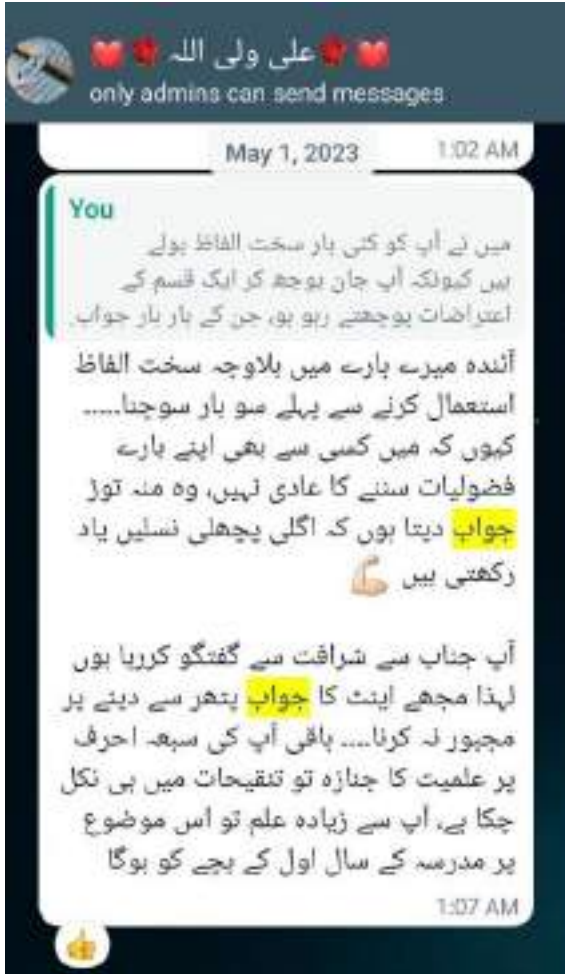 ❤️🌹علی ولی اللہ🌹❤️
only admins can send messages
1:02 AM
May 1, 2023
You
میں نے آپ کو کئی بار سخت الفاظ بولے
ہیں کیونکہ آپ جان بوجھ کر ایک قسم کے
اعتراضات پوچھتے رہو ہو، جن کے بار بار جواب
آئندہ میرے بارے میں بلاوجہ سخت الفاظ
استعمال کرنے سے پہلے سو بار سوچنا.....
کیوں کہ میں کسی سے بھی اپنے بارے
فضولیات سننے کا عادی نہیں، وہ منہ توڑ
جواب دیتا ہوں کہ اگلی پچھلی نسلیں یاد
رکھتی ہیں 💪🏻
آپ جناب سے شرافت سے گفتگو کررہا ہوں
لہذا مجھے اینٹ کا جواب پتھر سے دینے پر
مجبور نہ کرنا.... باقی آپ کی سبعہ احرف
پر علمیت کا جنازہ تو تنقیحات میں ہی نکل
چکا ہے، آپ سے زیادہ علم تو اس موضوع
پر مدرسہ کے سال اول کے بچے کو ہوگا
1:07 AM
👍